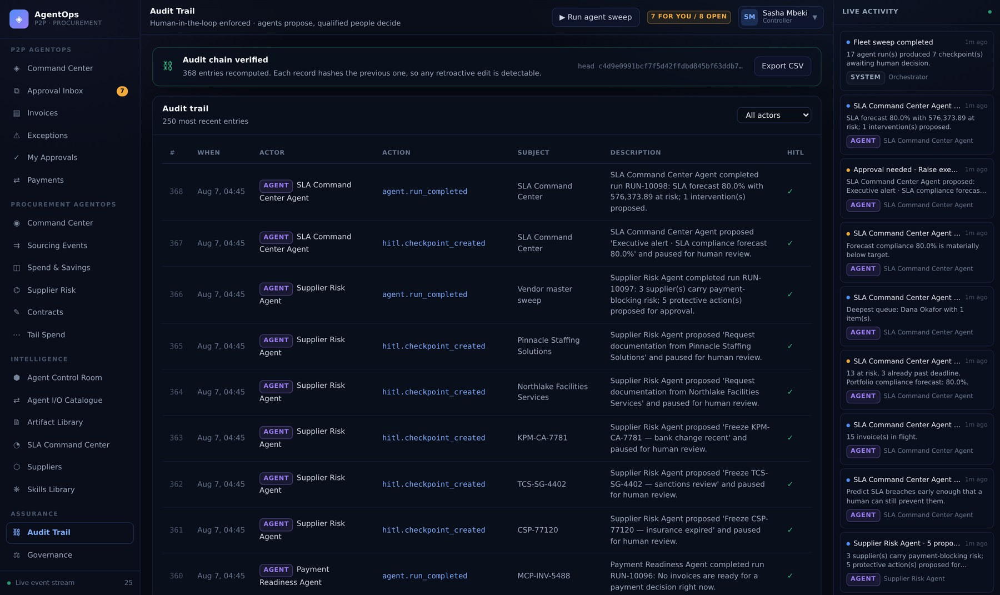 AgentOps
P2P · PROCUREMENT
P2P AGENTOPS
Command Center
Approval Inbox 7
Invoices
Exceptions
My Approvals
Payments
PROCUREMENT AGENTOPS
Command Center
Sourcing Events
Spend & Savings
Supplier Risk
Contracts
Tail Spend
INTELLIGENCE
Agent Control Room
Agent I/O Catalogue
Artifact Library
SLA Command Center
Suppliers
Skills Library
ASSURANCE
Audit Trail
Governance
Live event stream 25
Audit Trail
Human-in-the-loop enforced · agents propose, qualified people decide
▶ Run agent sweep
7 FOR YOU / 8 OPEN
SM
Sasha Mbeki
Controller
Audit chain verified
368 entries recomputed. Each record hashes the previous one, so any retroactive edit is detectable.
head c4d9e0991bcf7f5d42ffdbd845bf63ddb7…
Export CSV
Audit trail
250 most recent entries
All actors
# WHEN ACTOR ACTION SUBJECT DESCRIPTION HITL
368 Aug 7, 04:45
AGENT SLA Command
Center Agent
agent.run_completed
SLA Command
Center
SLA Command Center Agent completed
run RUN-10098: SLA forecast 80.0% with
576,373.89 at risk; 1 intervention(s)
proposed.
✓
367 Aug 7, 04:45
AGENT SLA Command
Center Agent
hitl.checkpoint_created
SLA Command
Center
SLA Command Center Agent proposed
'Executive alert · SLA compliance forecast
80.0%' and paused for human review.
✓
366 Aug 7, 04:45
AGENT Supplier Risk
Agent
agent.run_completed
Vendor master
sweep
Supplier Risk Agent completed run RUN-
10097: 3 supplier(s) carry payment-
blocking risk; 5 protective action(s)
proposed for approval.
✓
365 Aug 7, 04:45
AGENT Supplier Risk
Agent
hitl.checkpoint_created
Pinnacle Staffing
Solutions
Supplier Risk Agent proposed 'Request
documentation from Pinnacle Staffing
Solutions' and paused for human review.
✓
364 Aug 7, 04:45
AGENT Supplier Risk
Agent
hitl.checkpoint_created
Northlake Facilities
Services
Supplier Risk Agent proposed 'Request
documentation from Northlake Facilities
Services' and paused for human review.
✓
363 Aug 7, 04:45
AGENT Supplier Risk
Agent
hitl.checkpoint_created
KPM-CA-7781
Supplier Risk Agent proposed 'Freeze KPM-
CA-7781 — bank change recent' and
paused for human review.
✓
362 Aug 7, 04:45
AGENT Supplier Risk
Agent
hitl.checkpoint_created
TCS-SG-4402
Supplier Risk Agent proposed 'Freeze TCS-
SG-4402 — sanctions review' and paused
for human review.
✓
361 Aug 7, 04:45
AGENT Supplier Risk
Agent
hitl.checkpoint_created
CSP-77120
Supplier Risk Agent proposed 'Freeze CSP-
77120 — insurance expired' and paused
for human review.
✓
360 Aug 7, 04:45
AGENT Payment
Readiness Agent
agent.run_completed
MCP-INV-5488
Payment Readiness Agent completed run
RUN-10096: No invoices are ready for a
payment decision right now.
✓
LIVE ACTIVITY
Fleet sweep completed 1m ago
17 agent run(s) produced 7 checkpoint(s)
awaiting human decision.
SYSTEM Orchestrator
SLA Command Center Agent … 1m ago
SLA forecast 80.0% with 576,373.89 at
risk; 1 intervention(s) proposed.
AGENT SLA Command Center Agent
Approval needed · Raise exe… 1m ago
SLA Command Center Agent proposed:
Executive alert · SLA compliance forecas…
AGENT SLA Command Center Agent
SLA Command Center Agent … 1m ago
Forecast compliance 80.0% is materially
below target.
AGENT SLA Command Center Agent
SLA Command Center Agent … 1m ago
Deepest queue: Dana Okafor with 1
item(s).
AGENT SLA Command Center Agent
SLA Command Center Agent … 1m ago
13 at risk, 3 already past deadline.
Portfolio compliance forecast: 80.0%.
AGENT SLA Command Center Agent
SLA Command Center Agent … 1m ago
15 invoice(s) in flight.
AGENT SLA Command Center Agent
SLA Command Center Agent … 1m ago
Predict SLA breaches early enough that a
human can still prevent them.
AGENT SLA Command Center Agent
Supplier Risk Agent · 5 propo… 1m ago
3 supplier(s) carry payment-blocking risk;
5 protective action(s) proposed for…
AGENT Supplier Risk Agent